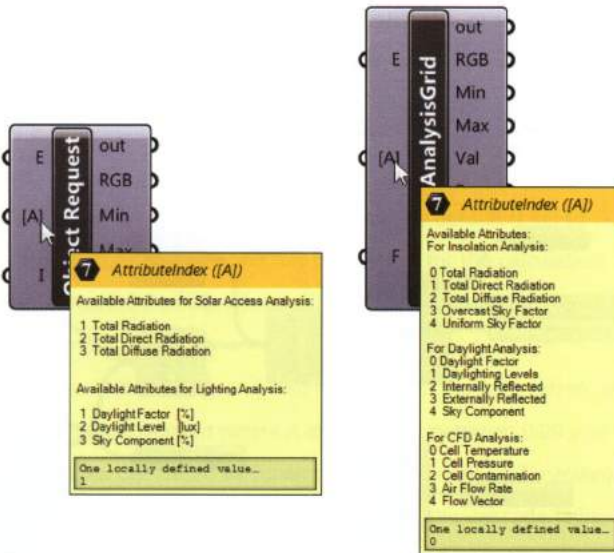 E
[A]
I
Object Request
out
RGB
Min
Max
7 AttributeIndex ([A])
Available Attributes for Solar Access Analysis:
1 Total Radiation
2 Total Direct Radiation
3 Total Diffuse Radiation
Available Attributes for Lighting Analysis:
1 Daylight Factor [%]
2 Daylight Level [lux]
3 Sky Component [%]
One locally defined value…
1
E
[A]
F
AnalysisGrid
out
RGB
Min
Max
Val
7 AttributeIndex ([A])
Available Attributes:
For Insolation Analysis:
0 Total Radiation
1 Total Direct Radiation
2 Total Diffuse Radiation
3 Overcast Sky Factor
4 Uniform Sky Factor
For Daylight Analysis:
0 Daylight Factor
1 Daylighting Levels
2 Internally Reflected
3 Externally Reflected
4 Sky Component
For CFD Analysis:
0 Cell Temperature
1 Cell Pressure
2 Cell Contamination
3 Air Flow Rate
4 Flow Vector
One locally defined value…
0